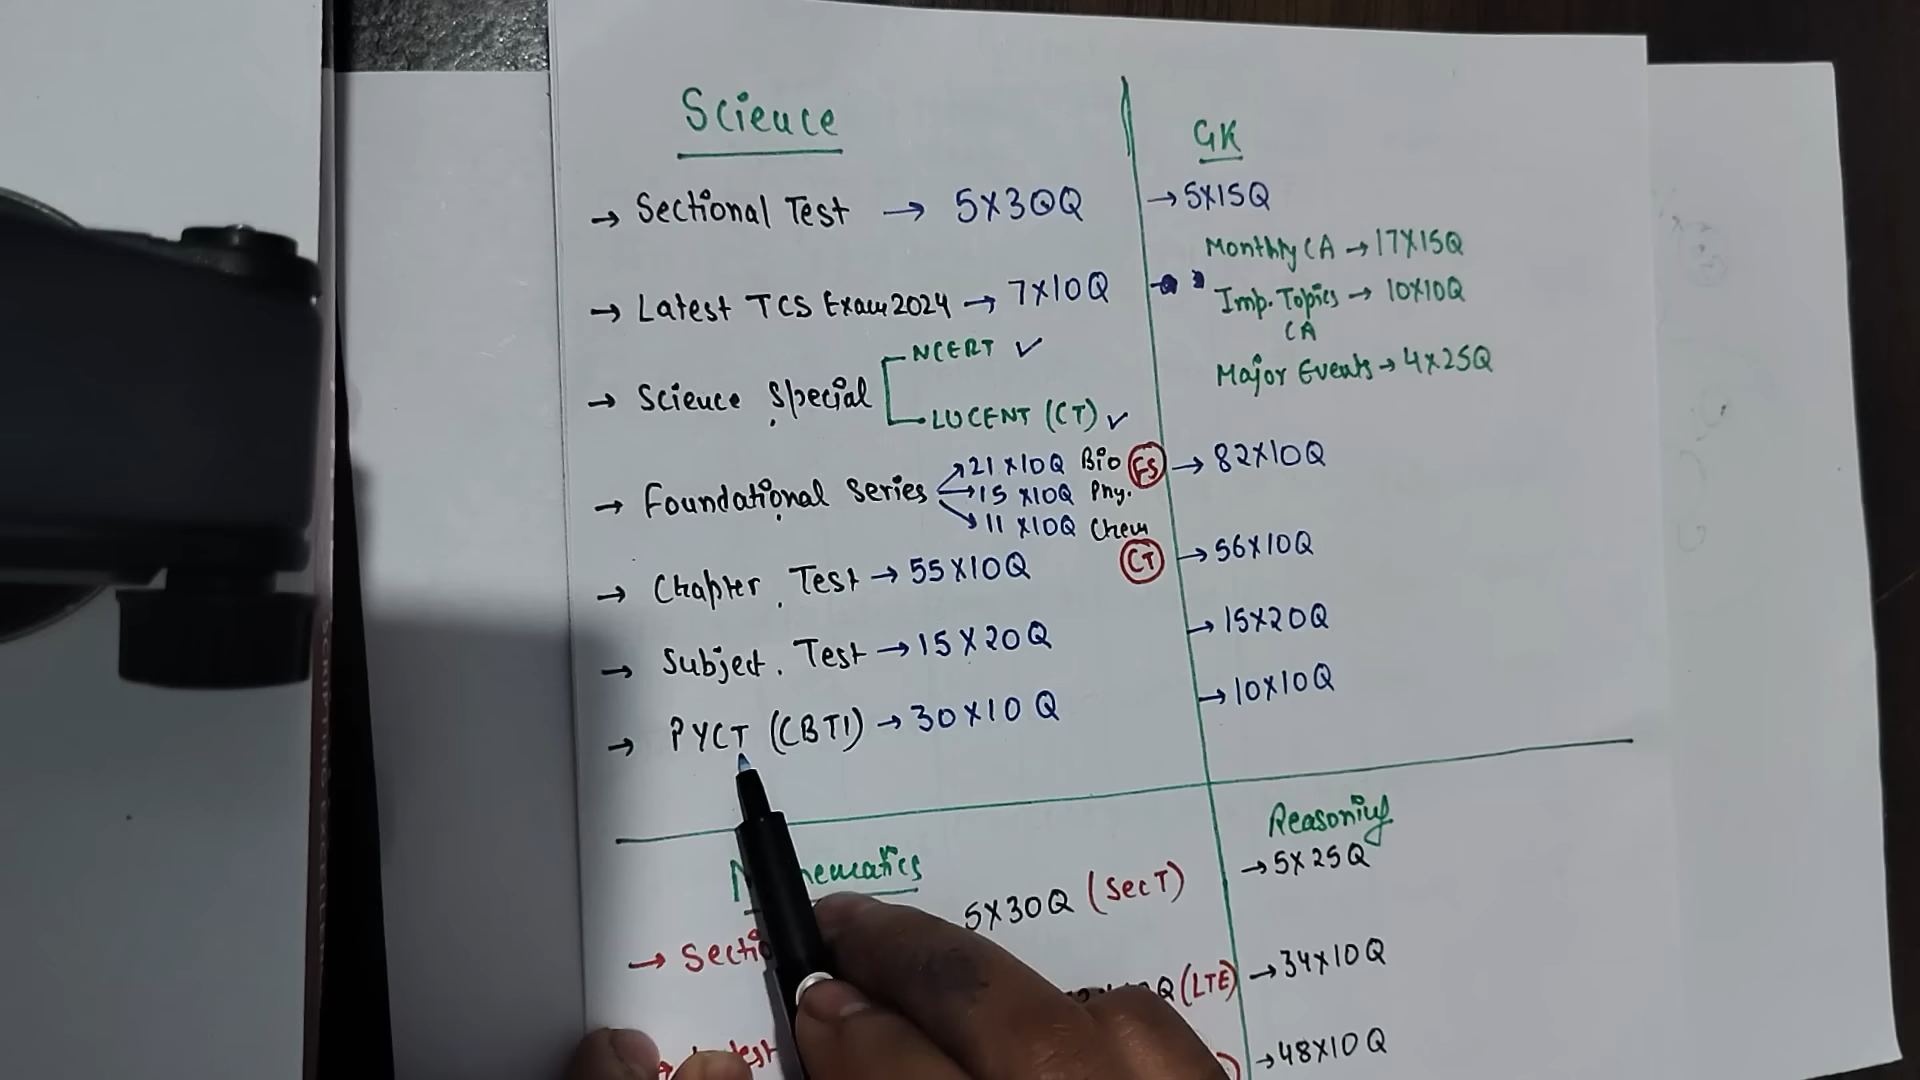 Science
→ Sectional Test → 5X30Q
→ Latest TCS Exam 2024 → 7X10Q
NCERT ✓
→ Science Special
LUCENT (CT) ✓
→21 X10Q Bio
→ Foundational Series →15 X10Q Phy.
→11 X10Q Chem
→ Chapter. Test → 55X10Q
→ Subject. Test → 15X20Q
→ PYCT (CBT1) → 30X10Q
GK
→ 5X15Q
Monthly CA → 17X15Q
Imp. Topics → 10X10Q
CA
Major Events → 4X25Q
FS → 82X10Q
CT → 56X10Q
→ 15X20Q
→ 10X10Q
5X30Q (SecT)
Q (LTE)
Reasoning
→ 5X25Q
→ 34X10Q
→ 48X10Q